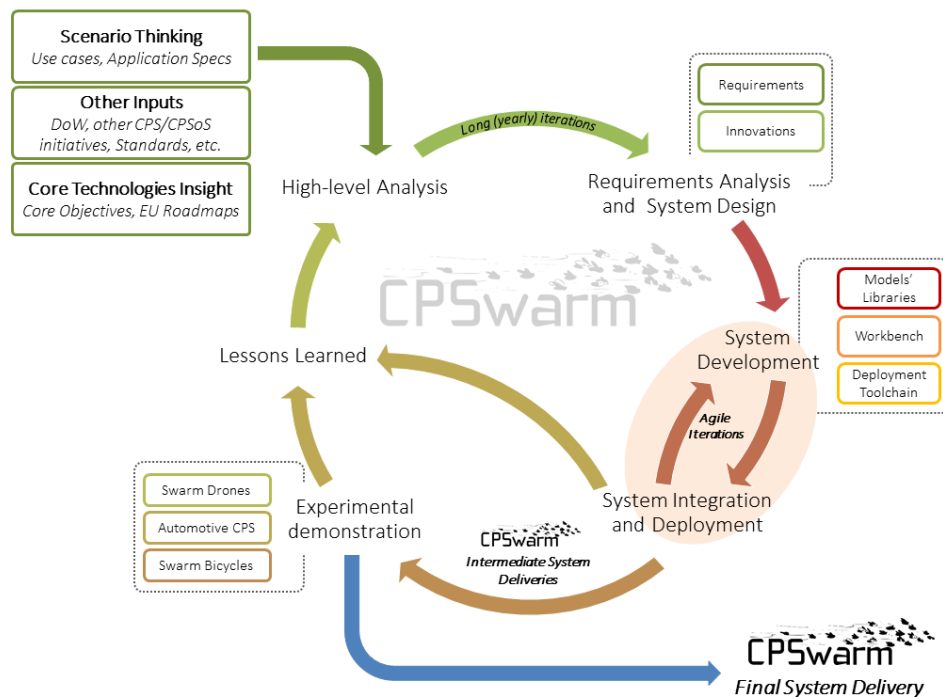 Scenario Thinking
Use cases, Application Specs
Other Inputs
DoW, other CPS/CPSoS
initiatives, Standards, etc.
Core Technologies Insight
Core Objectives, EU Roadmaps
High-level Analysis
Long (yearly) iterations
Requirements
Innovations
Requirements Analysis
and System Design
CPSwarm
Models'
Libraries
Workbench
Deployment
Toolchain
System
Development
Agile
Iterations
Lessons Learned
System Integration
and Deployment
Swarm Drones
Automotive CPS
Swarm Bicycles
Experimental
demonstration
CPSwarm
Intermediate System
Deliveries
CPSwarm
Final System Delivery